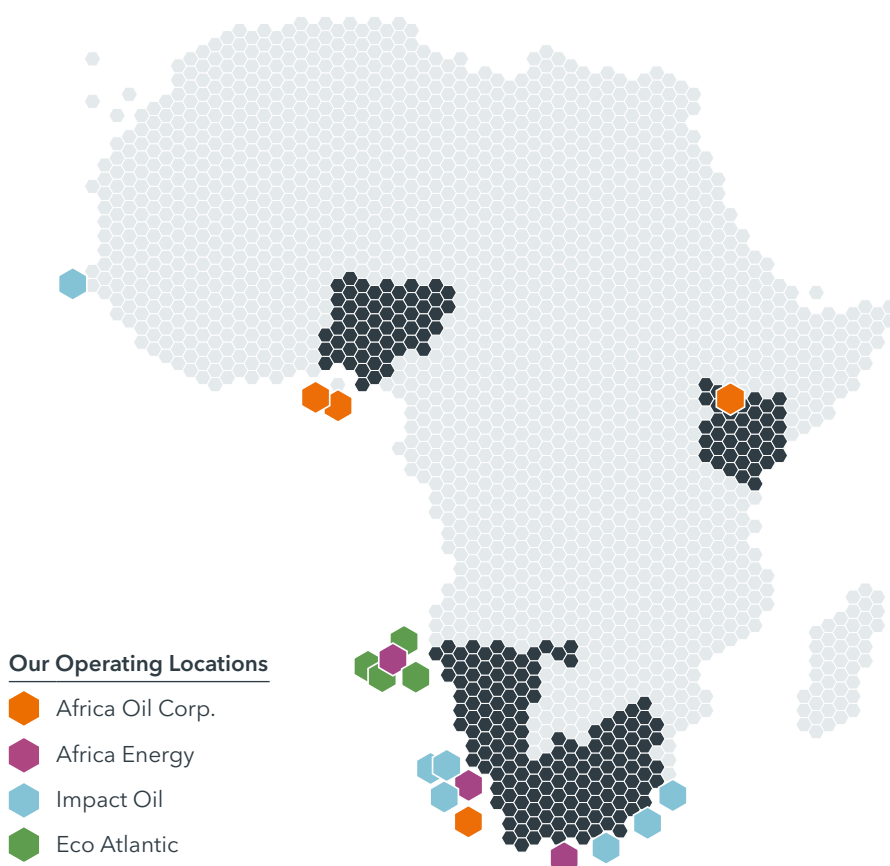 Our Operating Locations
Africa Oil Corp.
Africa Energy
Impact Oil
Eco Atlantic